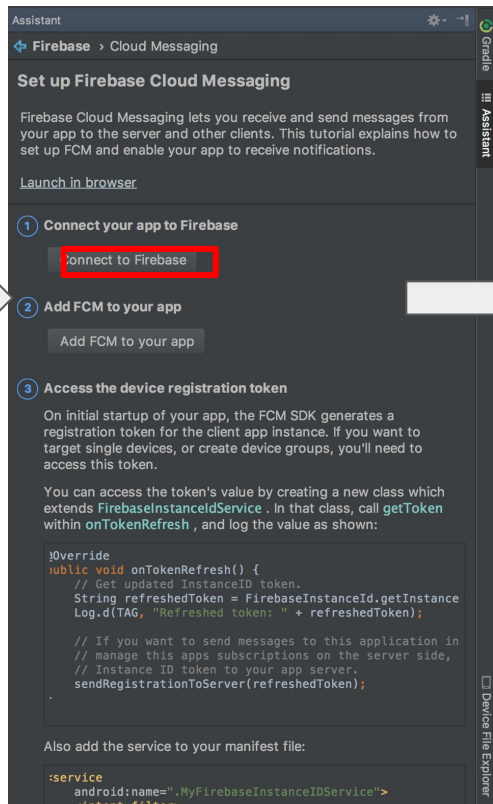 Assistant
Firebase › Cloud Messaging
Set up Firebase Cloud Messaging
Firebase Cloud Messaging lets you receive and send messages from
your app to the server and other clients. This tutorial explains how to
set up FCM and enable your app to receive notifications.
Launch in browser
1 Connect your app to Firebase
Connect to Firebase
2 Add FCM to your app
Add FCM to your app
3 Access the device registration token
On initial startup of your app, the FCM SDK generates a
registration token for the client app instance. If you want to
target single devices, or create device groups, you'll need to
access this token.
You can access the token's value by creating a new class which
extends FirebaseInstanceIdService . In that class, call getToken
within onTokenRefresh , and log the value as shown:
@Override
public void onTokenRefresh() {
// Get updated InstanceID token.
String refreshedToken = FirebaseInstanceId.getInstance
Log.d(TAG, "Refreshed token: " + refreshedToken);
// If you want to send messages to this application in
// manage this apps subscriptions on the server side,
// Instance ID token to your app server.
sendRegistrationToServer(refreshedToken);
Also add the service to your manifest file:
<service
android:name=".MyFirebaseInstanceIDService">
<intent-filter>
Gradle
Assistant
Device File Explorer